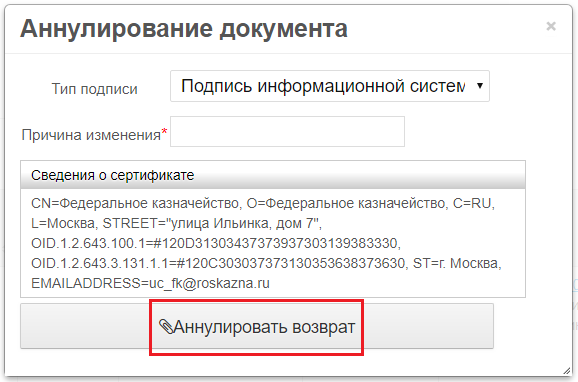 Аннулирование документа
×
Тип подписи
Подпись информационной систем
Причина изменения*
Сведения о сертификате
CN=Федеральное казначейство, O=Федеральное казначейство, C=RU,
L=Москва, STREET="улица Ильинка, дом 7",
OID.1.2.643.100.1=#120D31303437373937303139383330,
OID.1.2.643.3.131.1.1=#120C303037373130353638373630, ST=г. Москва,
EMAILADDRESS=uc_fk@roskazna.ru
Аннулировать возврат